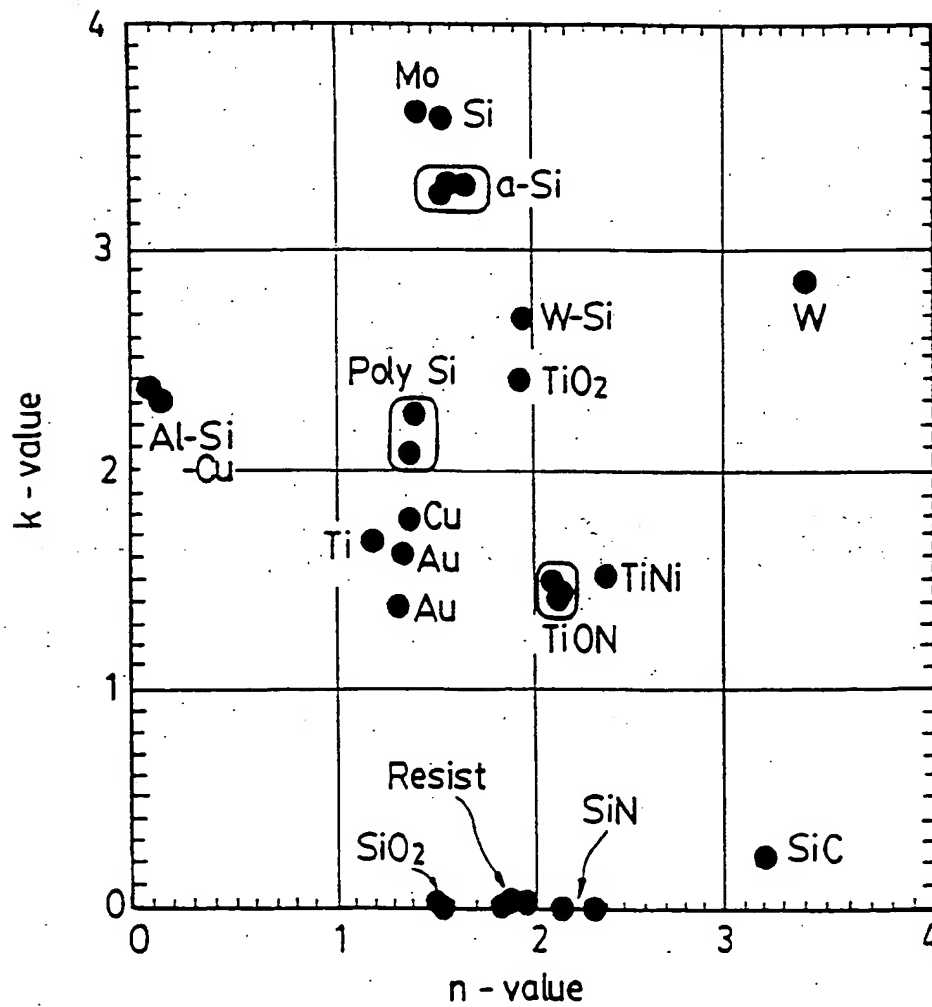 4
Mo
Si
a-Si
3
W-Si
W
Poly Si
TiO2
Al-Si
-Cu
2
k - value
Cu
Ti
Au
TiNi
Au
TiON
1
Resist
SiN
SiO2
SiC
0
0 1 2 3 4
n - value